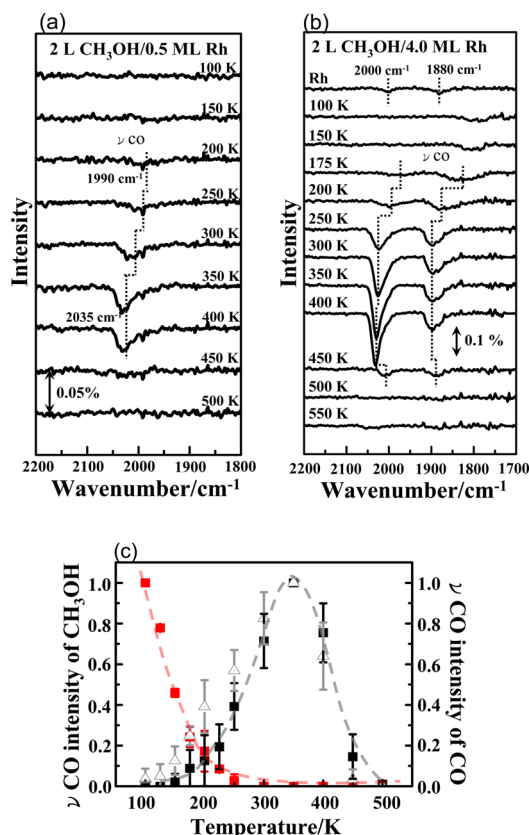 (a)
2 L CH₃OH/0.5 ML Rh
100 K
150 K
200 K
ν CO
1990 cm⁻¹
250 K
300 K
350 K
2035 cm⁻¹
400 K
450 K
0.05%
500 K
Intensity
2200 2100 2000 1900 1800
Wavenumber/cm⁻¹
(b)
2 L CH₃OH/4.0 ML Rh
2000 cm⁻¹ 1880 cm⁻¹
Rh
100 K
150 K
175 K
ν CO
200 K
250 K
300 K
350 K
400 K
0.1 %
450 K
500 K
550 K
Intensity
2200 2100 2000 1900 1800 1700
Wavenumber/cm⁻¹
(c)
ν CO intensity of CH₃OH
1.0
0.8
0.6
0.4
0.2
0.0
1.0
0.8
0.6
0.4
0.2
0.0
ν CO intensity of CO
100 200 300 400 500
Temperature/K